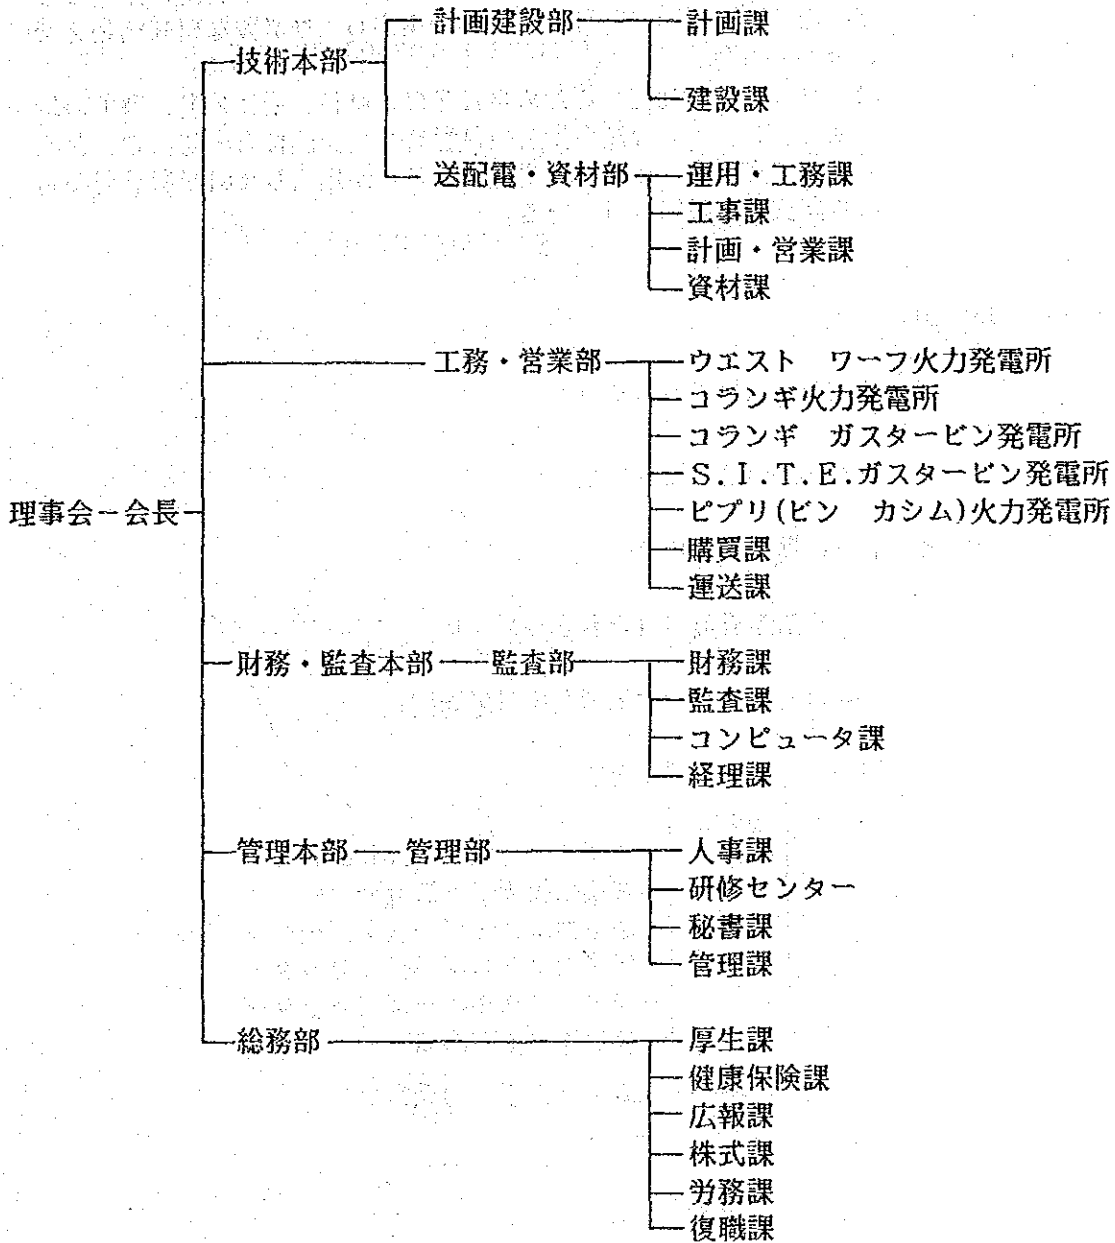 計画建設部 計画課
技術本部
建設課
送配電・資材部 運用・工務課
工事課
計画・営業課
資材課
工務・営業部 ウエスト ワーフ火力発電所
コランギ火力発電所
コランギ ガスタービン発電所
S.I.T.E.ガスタービン発電所
理事会ー会長 ピプリ(ビン カシム)火力発電所
購買課
運送課
財務・監査本部 監査部 財務課
監査課
コンピュータ課
経理課
管理本部 管理部 人事課
研修センター
秘書課
管理課
総務部 厚生課
健康保険課
広報課
株式課
労務課
復職課